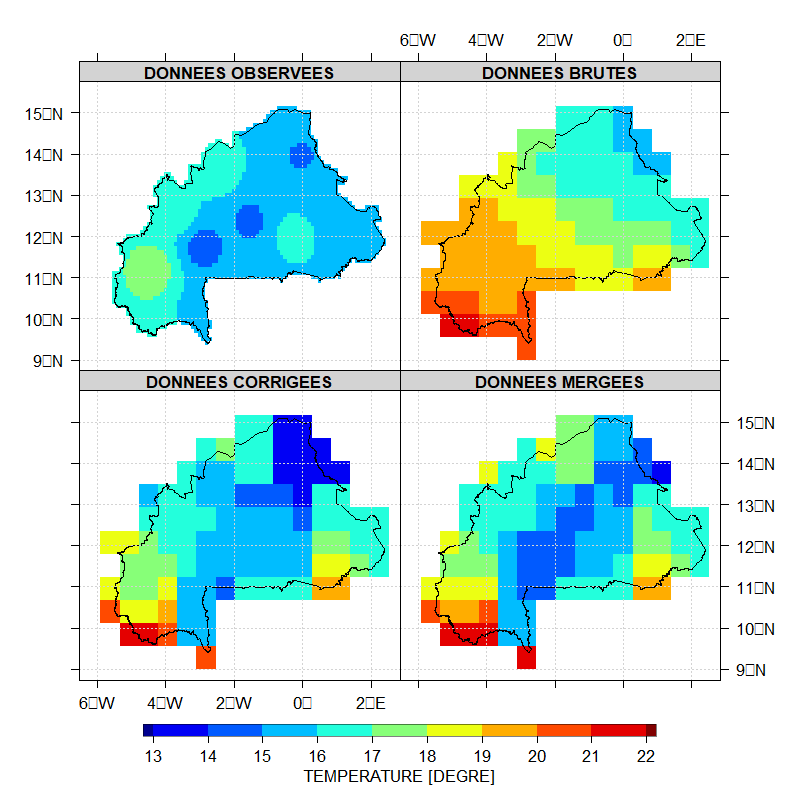 6▯W 4▯W 2▯W 0▯ 2▯E
DONNEES OBSERVEES DONNEES BRUTES
15▯N
14▯N
13▯N
12▯N
11▯N
10▯N
9▯N
DONNEES CORRIGEES DONNEES MERGEES
15▯N
14▯N
13▯N
12▯N
11▯N
10▯N
9▯N
6▯W 4▯W 2▯W 0▯ 2▯E
13 14 15 16 17 18 19 20 21 22
TEMPERATURE [DEGRE]